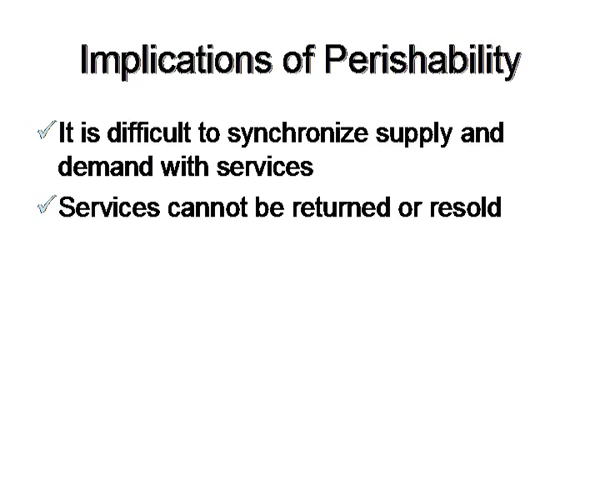 Implications of Perishability
It is difficult to synchronize supply and
demand with services
Services cannot be returned or resold